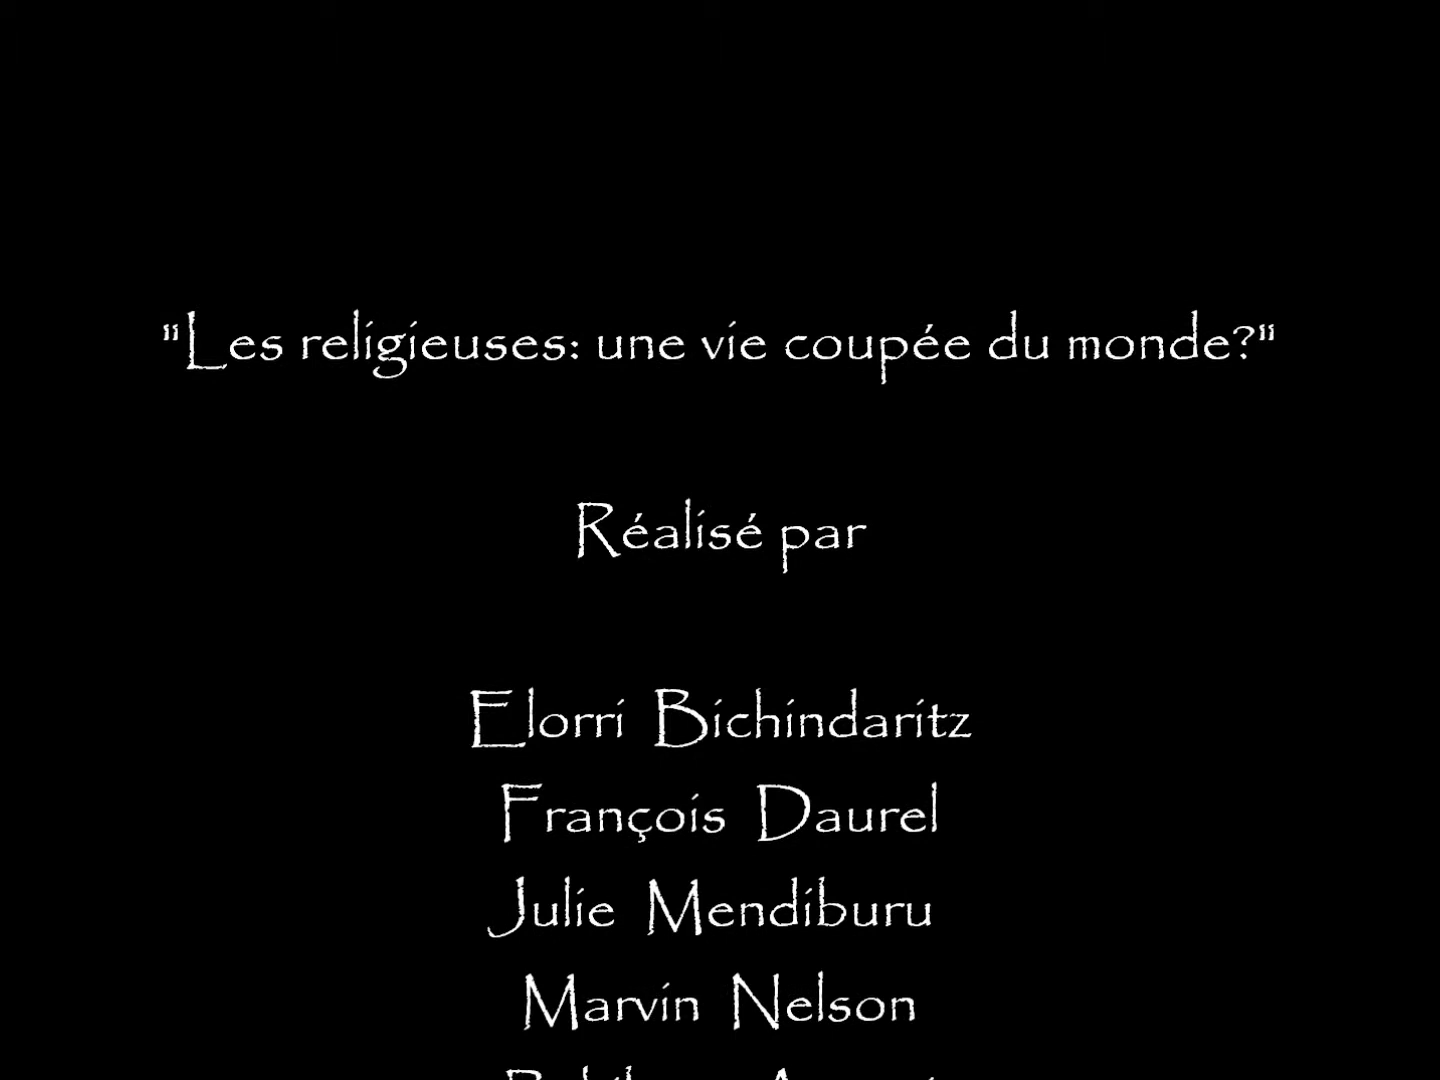 "Les religieuses: une vie coupée du monde?"
Réalisé par
Elorri Bichindaritz
François Daurel
Julie Mendiburu
Marvin Nelson